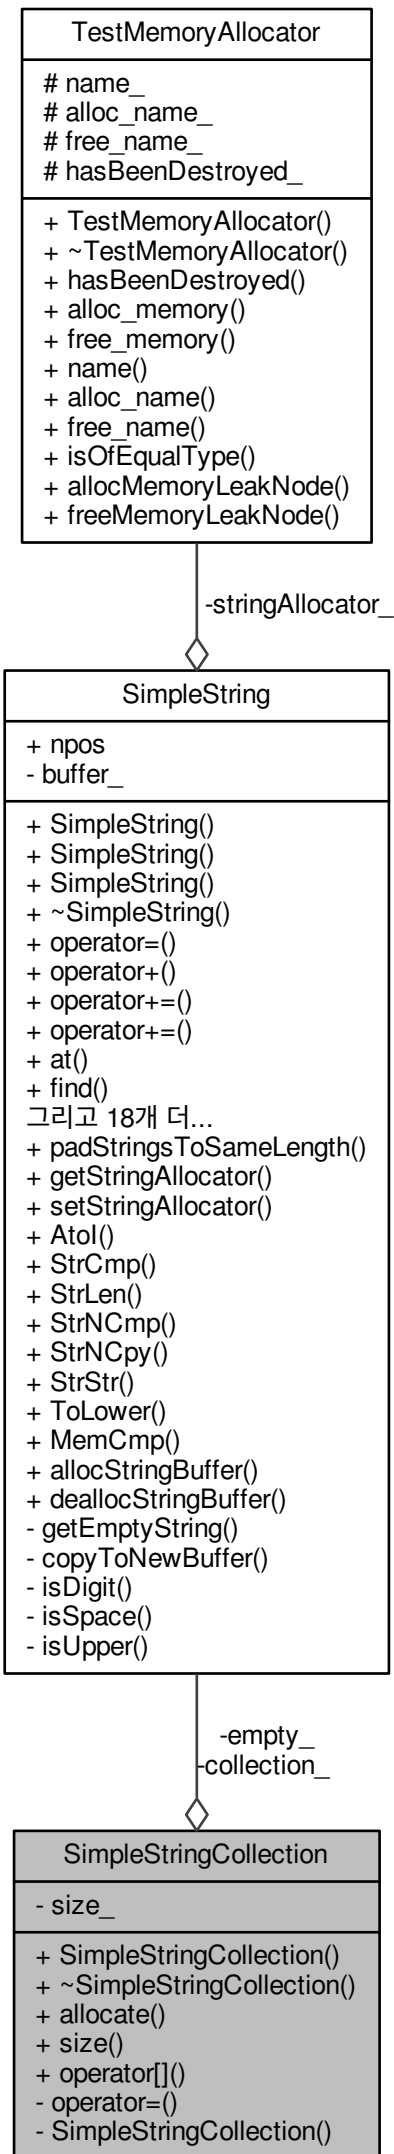 TestMemoryAllocator
# name_
# alloc_name_
# free_name_
# hasBeenDestroyed_
+ TestMemoryAllocator()
+ ~TestMemoryAllocator()
+ hasBeenDestroyed()
+ alloc_memory()
+ free_memory()
+ name()
+ alloc_name()
+ free_name()
+ isOfEqualType()
+ allocMemoryLeakNode()
+ freeMemoryLeakNode()
-stringAllocator_
SimpleString
+ npos
- buffer_
+ SimpleString()
+ SimpleString()
+ SimpleString()
+ ~SimpleString()
+ operator=()
+ operator+()
+ operator+=()
+ operator+=()
+ at()
+ find()
그리고 18개 더...
+ padStringsToSameLength()
+ getStringAllocator()
+ setStringAllocator()
+ AtoI()
+ StrCmp()
+ StrLen()
+ StrNCmp()
+ StrNCpy()
+ StrStr()
+ ToLower()
+ MemCmp()
+ allocStringBuffer()
+ deallocStringBuffer()
- getEmptyString()
- copyToNewBuffer()
- isDigit()
- isSpace()
- isUpper()
-empty_
-collection_
SimpleStringCollection
- size_
+ SimpleStringCollection()
+ ~SimpleStringCollection()
+ allocate()
+ size()
+ operator[]()
- operator=()
- SimpleStringCollection()